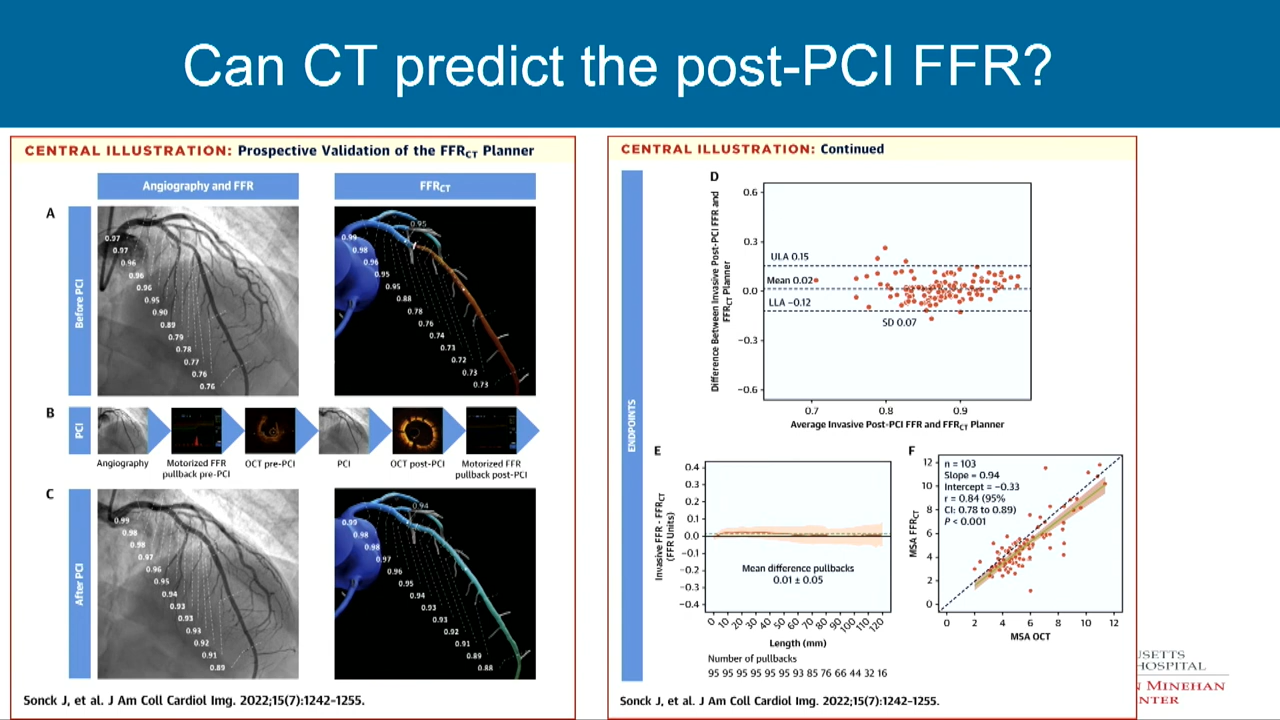 Can CT predict the post-PCI FFR?
CENTRAL ILLUSTRATION: Prospective Validation of the FFRCT Planner
Angiography and FFR
FFRCT
A
Before PCI
0.97
0.97
0.96
0.96
0.96
0.95
0.90
0.89
0.79
0.78
0.77
0.76
0.76
0.95
0.99
0.98
0.96
0.95
0.95
0.88
0.78
0.76
0.74
0.73
0.72
0.73
0.73
B
PCI
Angiography
Motorized FFR
pullback pre-PCI
OCT pre-PCI
PCI
OCT post-PCI
Motorized FFR
pullback post-PCI
C
After PCI
0.99
0.98
0.98
0.97
0.96
0.95
0.94
0.93
0.93
0.93
0.92
0.91
0.89
0.94
0.99
0.98
0.98
0.97
0.96
0.95
0.94
0.93
0.93
0.92
0.91
0.89
0.88
Sonck J, et al. J Am Coll Cardiol Img. 2022;15(7):1242–1255.
CENTRAL ILLUSTRATION: Continued
ENDPOINTS
D
Difference Between Invasive Post-PCI FFR and
FFRCT Planner
0.6
0.3
0.0
−0.3
−0.6
ULA 0.15
Mean 0.02
LLA −0.12
SD 0.07
0.7 0.8 0.9
Average Invasive Post-PCI FFR and FFRCT Planner
E
Invasive FFR - FFRCT
(FFR Units)
0.4
0.3
0.2
0.1
0.0
−0.1
−0.2
−0.3
−0.4
Mean difference pullbacks
0.01 ± 0.05
0 10 20 30 40 50 60 70 80 90 100 110 120
Length (mm)
Number of pullbacks
95 95 95 95 95 95 93 85 76 66 44 32 16
F
MSA FFRCT
12
10
8
6
4
2
0
n = 103
Slope = 0.94
Intercept = −0.33
r = 0.84 (95%
CI: 0.78 to 0.89)
P < 0.001
0 2 4 6 8 10 12
MSA OCT
Sonck J, et al. J Am Coll Cardiol Img. 2022;15(7):1242–1255.
USETTS
HOSPITAL
N MINEHAN
NTER